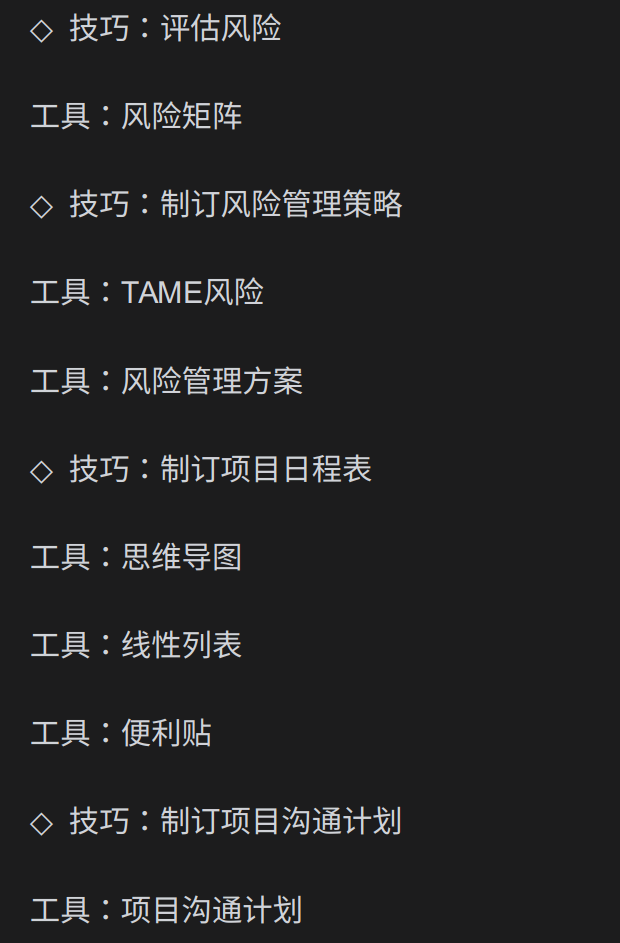 ◇ 技巧：评估风险
工具：风险矩阵
◇ 技巧：制订风险管理策略
工具：TAME风险
工具：风险管理方案
◇ 技巧：制订项目日程表
工具：思维导图
工具：线性列表
工具：便利贴
◇ 技巧：制订项目沟通计划
工具：项目沟通计划